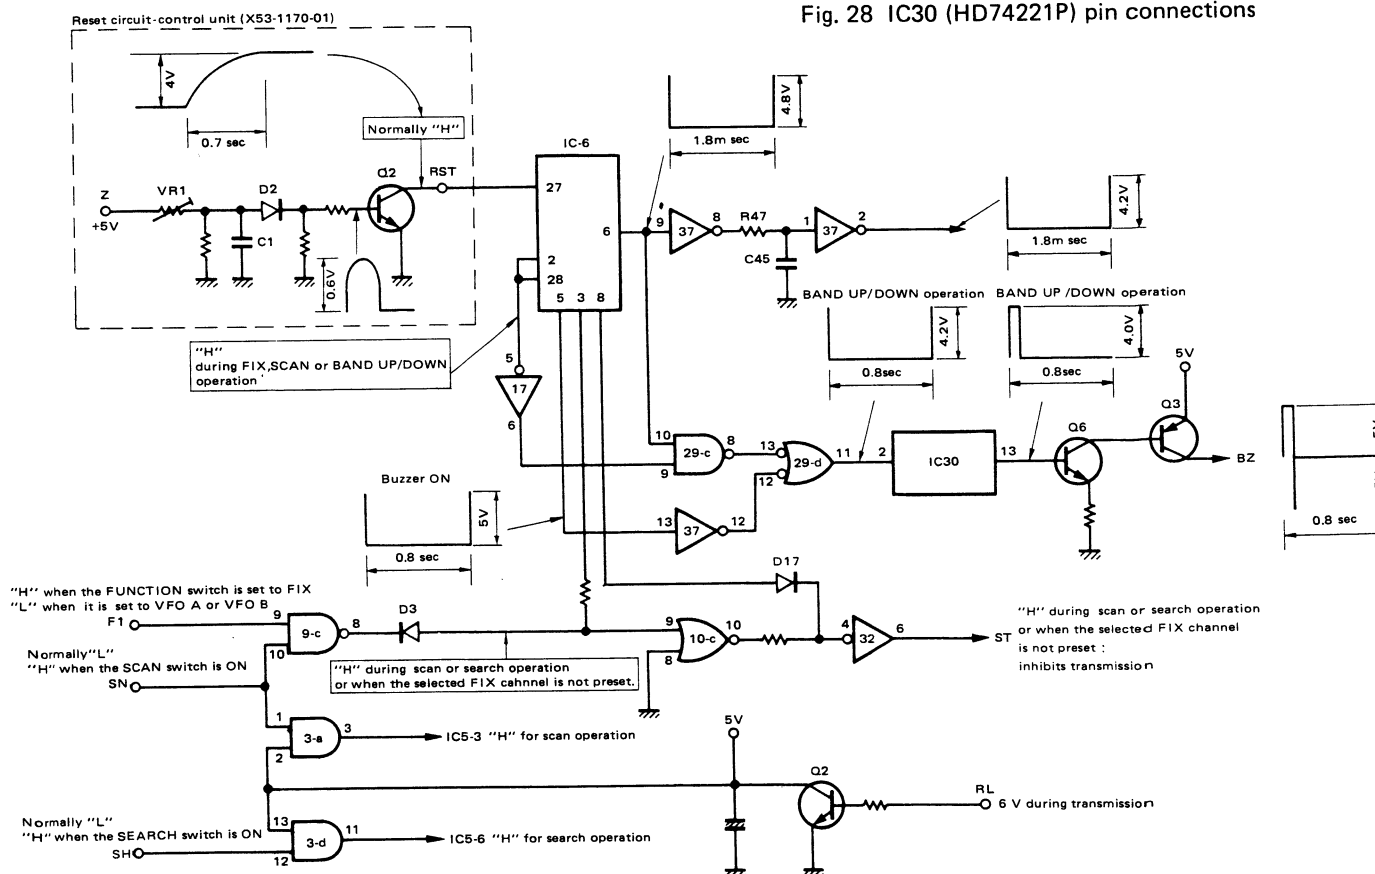 Fig. 28 IC30 (HD74221P) pin connections
Reset circuit-control unit (X53-1170-01)
4V
0.7 sec
Normally "H"
Z
+5V
VR1
D2
C1
Q2
RST
0.6V
IC-6
27
6
2
28
5 3 8
4.8V
1.8m sec
9
37
8
R47
C45
1
37
2
4.2V
1.8m sec
BAND UP/DOWN operation
4.2V
0.8sec
BAND UP/DOWN operation
4.0V
0.8sec
"H"
during FIX,SCAN or BAND UP/DOWN
operation
5
17
6
10
29-c
9
8
13
29-d
12
11
2
IC30
13
Q6
5V
Q3
BZ
0.8 sec
Buzzer ON
5V
0.8 sec
13
37
12
D17
"H" when the FUNCTION switch is set to FIX
"L" when it is set to VFO A or VFO B
F1
9
9-c
10
8
D3
Normally"L"
"H" when the SCAN switch is ON
SN
"H" during scan or search operation
or when the selected FIX cahnnel is not preset.
9
10-c
8
10
4
32
6
ST
"H" during scan or search operation
or when the selected FIX channel
is not preset :
inhibits transmission
1
3-a
2
3
IC5-3 "H" for scan operation
5V
Q2
RL
6 V during transmission
Normally "L"
"H" when the SEARCH switch is ON
SH
13
3-d
12
11
IC5-6 "H" for search operation